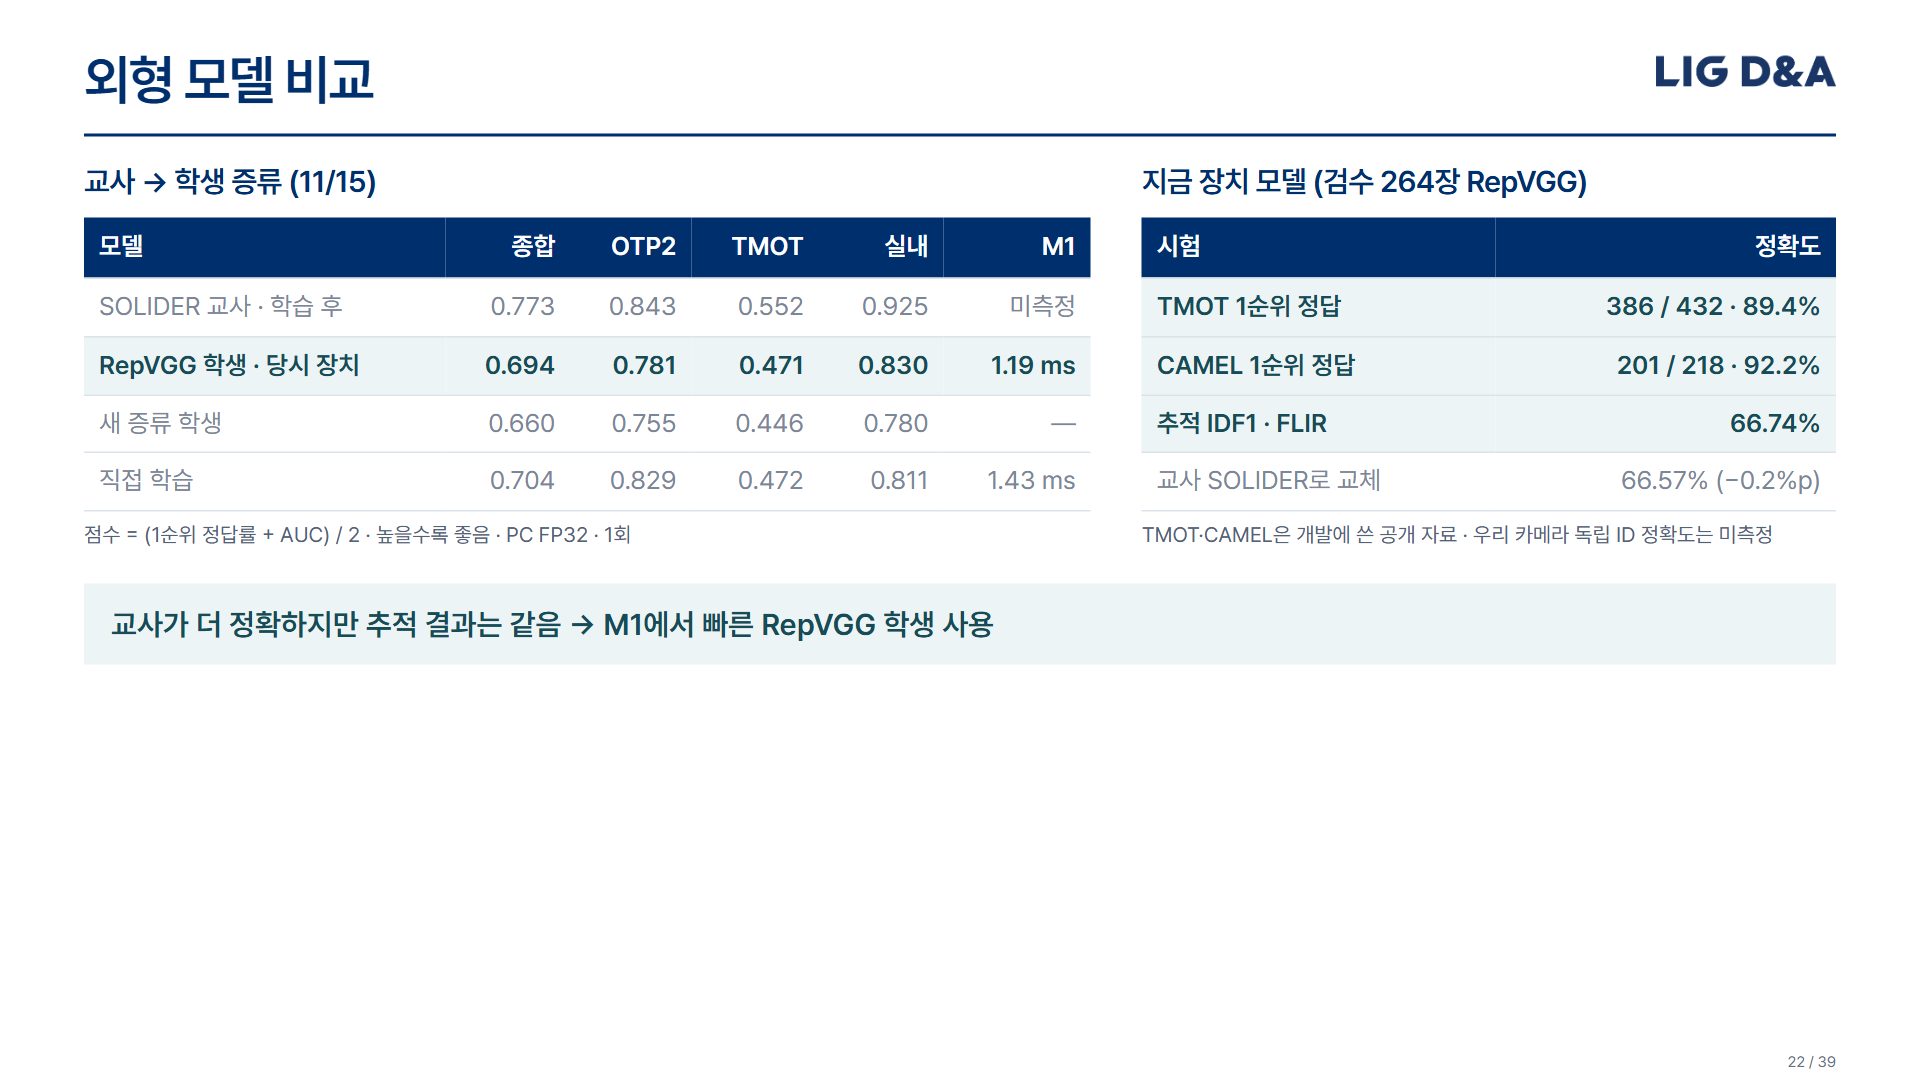 외형 모델 비교
LIG D&A
교사 → 학생 증류 (11/15)
모델 종합 OTP2 TMOT 실내 M1
SOLIDER 교사 · 학습 후 0.773 0.843 0.552 0.925 미측정
RepVGG 학생 · 당시 장치 0.694 0.781 0.471 0.830 1.19 ms
새 증류 학생 0.660 0.755 0.446 0.780 —
직접 학습 0.704 0.829 0.472 0.811 1.43 ms
점수 = (1순위 정답률 + AUC) / 2 · 높을수록 좋음 · PC FP32 · 1회
지금 장치 모델 (검수 264장 RepVGG)
시험 정확도
TMOT 1순위 정답 386 / 432 · 89.4%
CAMEL 1순위 정답 201 / 218 · 92.2%
추적 IDF1 · FLIR 66.74%
교사 SOLIDER로 교체 66.57% (−0.2%p)
TMOT·CAMEL은 개발에 쓴 공개 자료 · 우리 카메라 독립 ID 정확도는 미측정
교사가 더 정확하지만 추적 결과는 같음 → M1에서 빠른 RepVGG 학생 사용
22 / 39